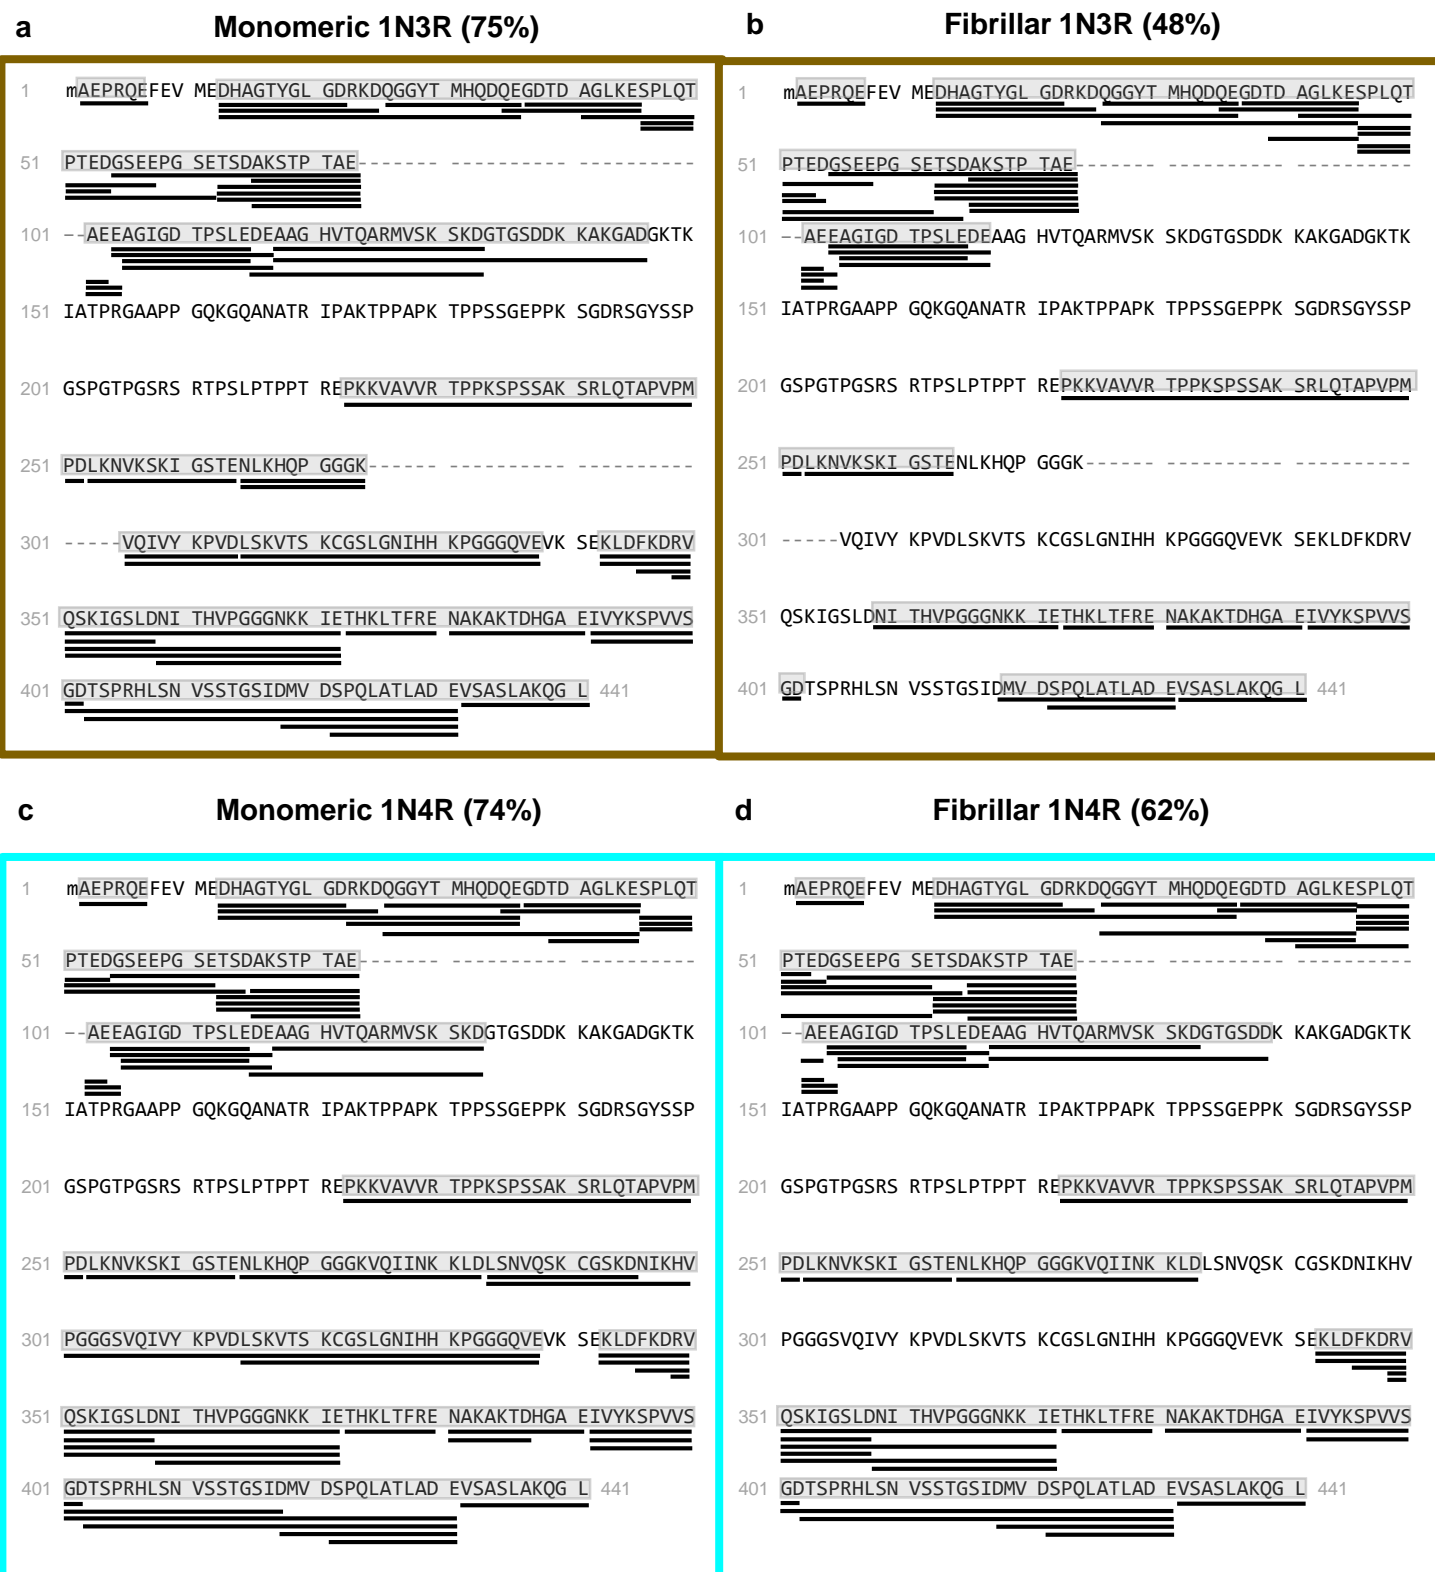 a Monomeric 1N3R (75%)
1 mAEPRQEFEV MEDHAGTYGL GDRKDQGGYT MHQDQEGDTD AGLKESPLQT
51 PTEDGSEEPG SETSDAKSTP TAE------- ---------- ----------
101 --AEEAGIGD TPSLEDEAAG HVTQARMVSK SKDGTGSDDK KAKGADGKTK
151 IATPRGAAPP GQKGQANATR IPAKTPPAPK TPPSSGEPPK SGDRSGYSSP
201 GSPGTPGSRS RTPSLPTPPT REPKKVAVVR TPPKSPSSAK SRLQTAPVPM
251 PDLKNVKSKI GSTENLKHQP GGGK------ ---------- ----------
301 -----VQIVY KPVDLSKVTS KCGSLGNIHH KPGGGQVEVK SEKLDFKDRV
351 QSKIGSLDNI THVPGGGNKK IETHKLTFRE NAKAKTDHGA EIVYKSPVVS
401 GDTSPRHLSN VSSTGSIDMV DSPQLATLAD EVSASLAKQG L 441
b Fibrillar 1N3R (48%)
1 mAEPRQEFEV MEDHAGTYGL GDRKDQGGYT MHQDQEGDTD AGLKESPLQT
51 PTEDGSEEPG SETSDAKSTP TAE------- ---------- ----------
101 --AEEAGIGD TPSLEDEAAG HVTQARMVSK SKDGTGSDDK KAKGADGKTK
151 IATPRGAAPP GQKGQANATR IPAKTPPAPK TPPSSGEPPK SGDRSGYSSP
201 GSPGTPGSRS RTPSLPTPPT REPKKVAVVR TPPKSPSSAK SRLQTAPVPM
251 PDLKNVKSKI GSTENLKHQP GGGK------ ---------- ----------
301 -----VQIVY KPVDLSKVTS KCGSLGNIHH KPGGGQVEVK SEKLDFKDRV
351 QSKIGSLDNI THVPGGGNKK IETHKLTFRE NAKAKTDHGA EIVYKSPVVS
401 GDTSPRHLSN VSSTGSIDMV DSPQLATLAD EVSASLAKQG L 441
c Monomeric 1N4R (74%)
1 mAEPRQEFEV MEDHAGTYGL GDRKDQGGYT MHQDQEGDTD AGLKESPLQT
51 PTEDGSEEPG SETSDAKSTP TAE------- ---------- ----------
101 --AEEAGIGD TPSLEDEAAG HVTQARMVSK SKDGTGSDDK KAKGADGKTK
151 IATPRGAAPP GQKGQANATR IPAKTPPAPK TPPSSGEPPK SGDRSGYSSP
201 GSPGTPGSRS RTPSLPTPPT REPKKVAVVR TPPKSPSSAK SRLQTAPVPM
251 PDLKNVKSKI GSTENLKHQP GGGKVQIINK KLDLSNVQSK CGSKDNIKHV
301 PGGGSVQIVY KPVDLSKVTS KCGSLGNIHH KPGGGQVEVK SEKLDFKDRV
351 QSKIGSLDNI THVPGGGNKK IETHKLTFRE NAKAKTDHGA EIVYKSPVVS
401 GDTSPRHLSN VSSTGSIDMV DSPQLATLAD EVSASLAKQG L 441
d Fibrillar 1N4R (62%)
1 mAEPRQEFEV MEDHAGTYGL GDRKDQGGYT MHQDQEGDTD AGLKESPLQT
51 PTEDGSEEPG SETSDAKSTP TAE------- ---------- ----------
101 --AEEAGIGD TPSLEDEAAG HVTQARMVSK SKDGTGSDDK KAKGADGKTK
151 IATPRGAAPP GQKGQANATR IPAKTPPAPK TPPSSGEPPK SGDRSGYSSP
201 GSPGTPGSRS RTPSLPTPPT REPKKVAVVR TPPKSPSSAK SRLQTAPVPM
251 PDLKNVKSKI GSTENLKHQP GGGKVQIINK KLDLSNVQSK CGSKDNIKHV
301 PGGGSVQIVY KPVDLSKVTS KCGSLGNIHH KPGGGQVEVK SEKLDFKDRV
351 QSKIGSLDNI THVPGGGNKK IETHKLTFRE NAKAKTDHGA EIVYKSPVVS
401 GDTSPRHLSN VSSTGSIDMV DSPQLATLAD EVSASLAKQG L 441